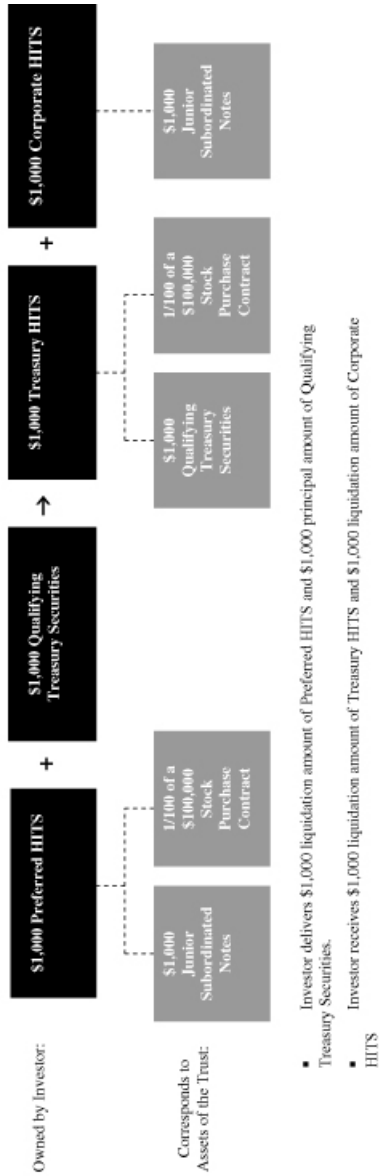 Owned by Investor:
$1,000 Preferred HITS
+
$1,000 Qualifying
Treasury Securities
→
$1,000 Treasury HITS
+
$1,000 Corporate HITS
Corresponds to
Assets of the Trust:
$1,000
Junior
Subordinated
Notes
1/100 of a
$100,000
Stock
Purchase
Contract
$1,000
Qualifying
Treasury
Securities
1/100 of a
$100,000
Stock
Purchase
Contract
$1,000
Junior
Subordinated
Notes
▪ Investor delivers $1,000 liquidation amount of Preferred HITS and $1,000 principal amount of Qualifying
Treasury Securities.
▪ Investor receives $1,000 liquidation amount of Treasury HITS and $1,000 liquidation amount of Corporate
HITS